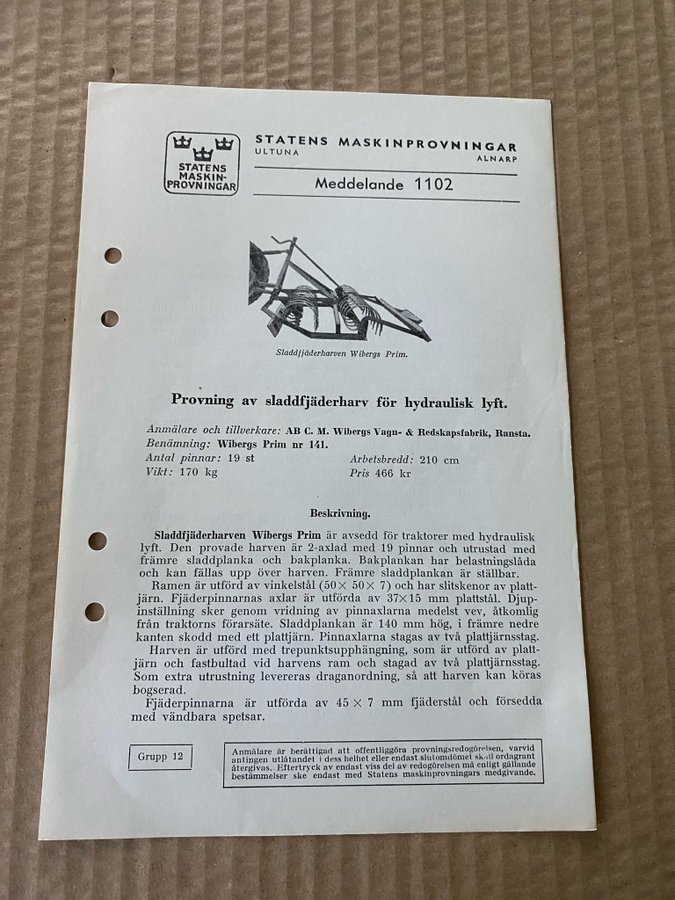 STATENS
MASKIN-
PROVNINGAR
STATENS MASKINPROVNINGAR
ULTUNA ALNARP
Meddelande 1102
Sladdfjäderharven Wibergs Prim.
Provning av sladdfjäderharv för hydraulisk lyft.
Anmälare och tillverkare: AB C. M. Wibergs Vagn- & Redskapsfabrik, Ransta.
Benämning: Wibergs Prim nr 141.
Antal pinnar: 19 st Arbetsbredd: 210 cm
Vikt: 170 kg Pris 466 kr
Beskrivning.
Sladdfjäderharven Wibergs Prim är avsedd för traktorer med hydraulisk
lyft. Den provade harven är 2-axlad med 19 pinnar och utrustad med
främre sladdplanka och bakplanka. Bakplankan har belastningslåda
och kan fällas upp över harven. Främre sladdplankan är ställbar.
Ramen är utförd av vinkelstål (50 × 50 × 7) och har slitskenor av platt-
järn. Fjäderpinnarnas axlar är utförda av 37×15 mm plattstål. Djup-
inställning sker genom vridning av pinnaxlarna medelst vev, åtkomlig
från traktorns förarsäte. Sladdplankan är 140 mm hög, i främre nedre
kanten skodd med ett plattjärn. Pinnaxlarna stagas av två plattjärnsstag.
Harven är utförd med trepunktsupphängning, som är utförd av platt-
järn och fastbultad vid harvens ram och stagad av två plattjärnsstag.
Som extra utrustning levereras draganordning, så att harven kan köras
bogserad.
Fjäderpinnarna är utförda av 45 × 7 mm fjäderstål och försedda
med vändbara spetsar.
Grupp 12
Anmälare är berättigad att offentliggöra provningsredogörelsen, varvid
antingen utlåtandet i dess helhet eller endast slutomdömet skall ordagrant
återgivas. Eftertryck av endast viss del av redogörelsen må enligt gällande
bestämmelser ske endast med Statens maskinprovningars medgivande.